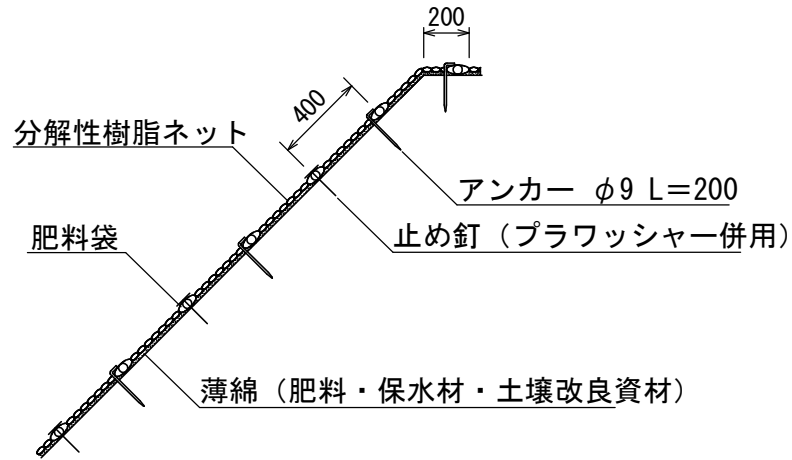 200
400
分解性樹脂ネット
アンカー φ9 L=200
止め釘（プラワッシャー併用）
肥料袋
薄綿（肥料・保水材・土壌改良資材）